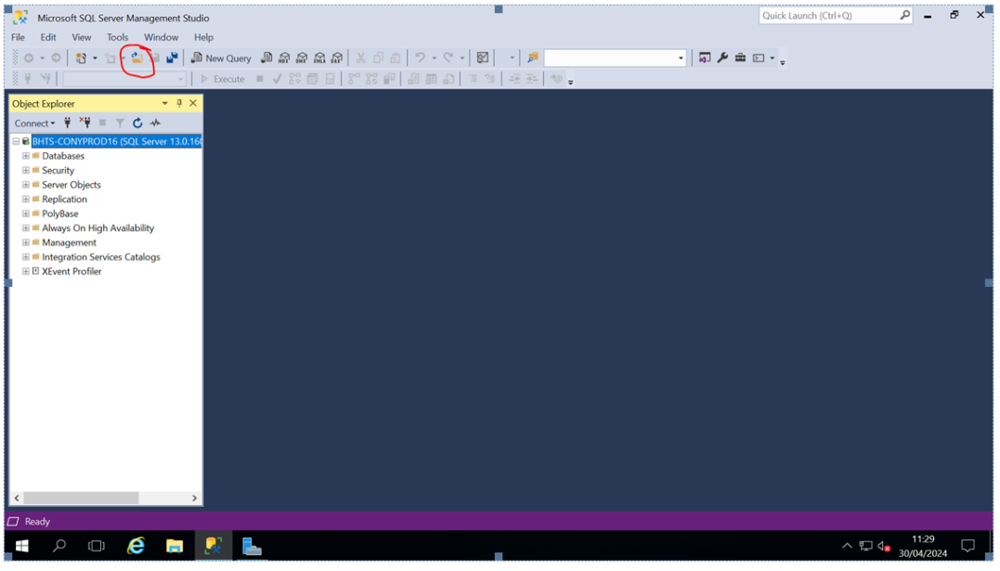 Microsoft SQL Server Management Studio
Quick Launch (Ctrl+Q)
File Edit View Tools Window Help
New Query
Execute
Object Explorer
Connect
BHTS-CONYPROD16 (SQL Server 13.0.160
Databases
Security
Server Objects
Replication
PolyBase
Always On High Availability
Management
Integration Services Catalogs
XEvent Profiler
Ready
11:29
30/04/2024